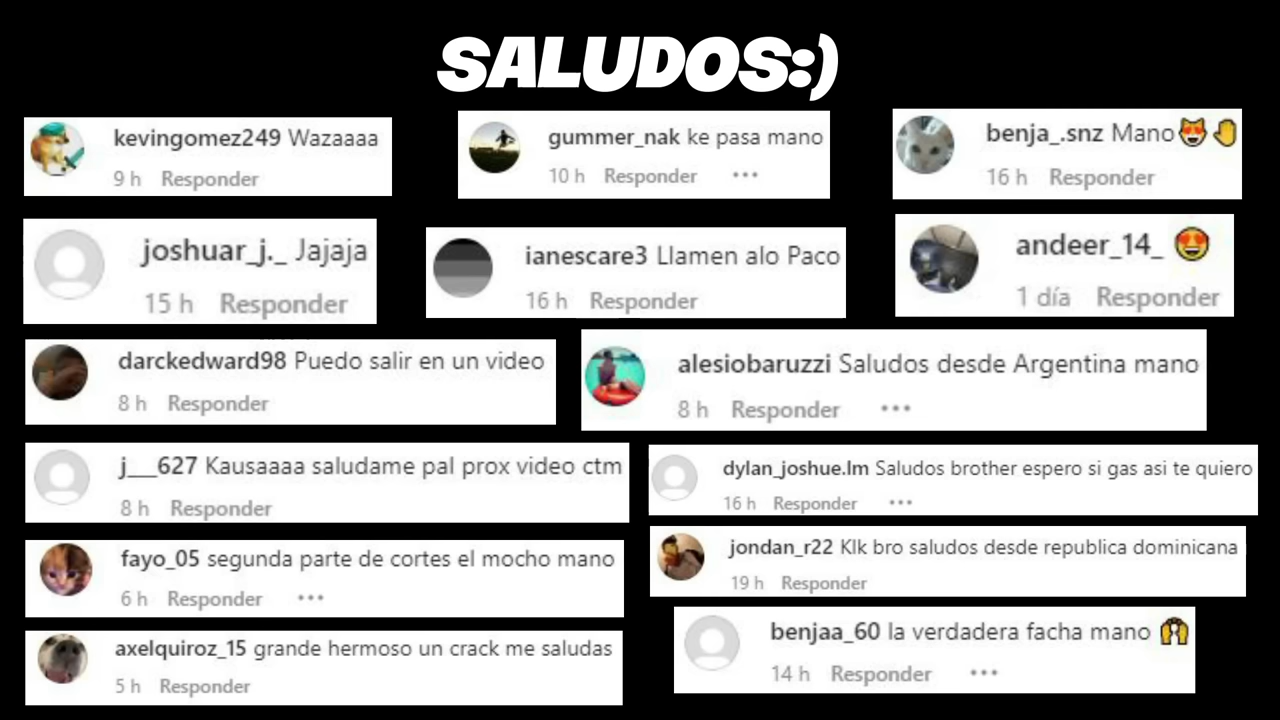 SALUDOS:)
kevingomez249 Wazaaaa
9 h Responder
gummer_nak ke pasa mano
10 h Responder ...
benja_.snz Mano😻🤚
16 h Responder
joshuar_j._ Jajaja
15 h Responder
ianescare3 Llamen alo Paco
16 h Responder
andeer_14_ 😍
1 día Responder
darckedward98 Puedo salir en un video
8 h Responder
alesiobaruzzi Saludos desde Argentina mano
8 h Responder ...
j___627 Kausaaaa saludame pal prox video ctm
8 h Responder
dylan_joshue.lm Saludos brother espero si gas asi te quiero
16 h Responder ...
fayo_05 segunda parte de cortes el mocho mano
6 h Responder ...
jondan_r22 Klk bro saludos desde republica dominicana
19 h Responder
axelquiroz_15 grande hermoso un crack me saludas
5 h Responder
benjaa_60 la verdadera facha mano 🙌
14 h Responder ...